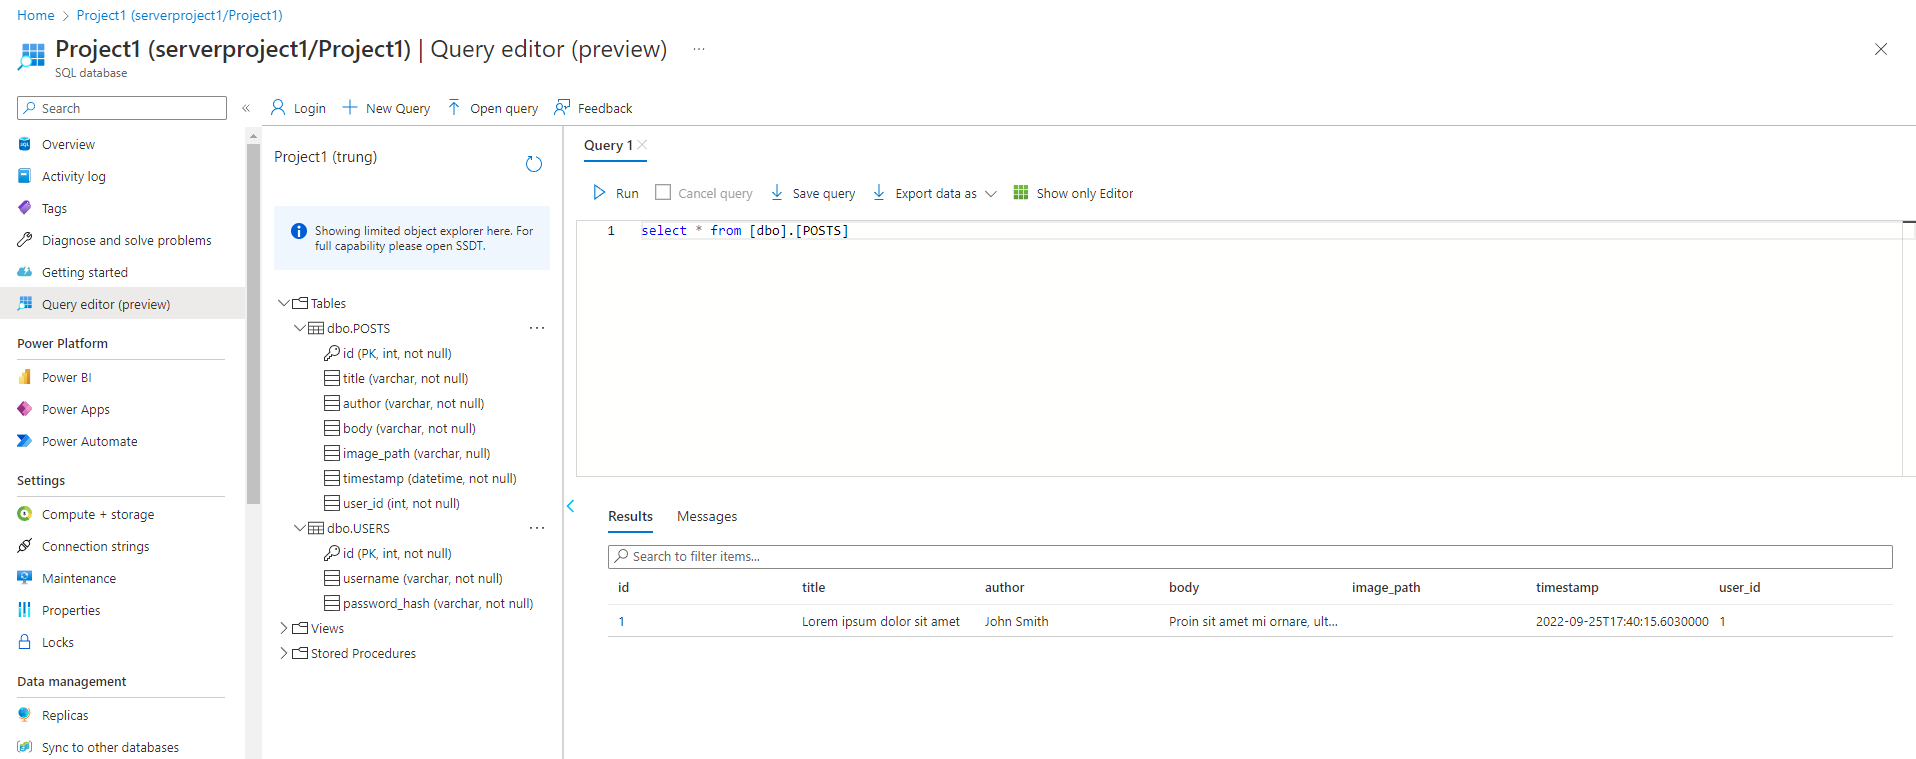 Home > Project1 (serverproject1/Project1)
Project1 (serverproject1/Project1) | Query editor (preview) ...
SQL database
Search
«
Login
New Query
Open query
Feedback
Overview
Activity log
Tags
Diagnose and solve problems
Getting started
Query editor (preview)
Power Platform
Power BI
Power Apps
Power Automate
Settings
Compute + storage
Connection strings
Maintenance
Properties
Locks
Data management
Replicas
Sync to other databases
Project1 (trung)
Showing limited object explorer here. For
full capability please open SSDT.
Tables
dbo.POSTS ...
id (PK, int, not null)
title (varchar, not null)
author (varchar, not null)
body (varchar, not null)
image_path (varchar, null)
timestamp (datetime, not null)
user_id (int, not null)
dbo.USERS ...
id (PK, int, not null)
username (varchar, not null)
password_hash (varchar, not null)
Views
Stored Procedures
Query 1
Run
Cancel query
Save query
Export data as
Show only Editor
1 select * from [dbo].[POSTS]
Results Messages
Search to filter items...
id title author body image_path timestamp user_id
1 Lorem ipsum dolor sit amet John Smith Proin sit amet mi ornare, ult... 2022-09-25T17:40:15.6030000 1